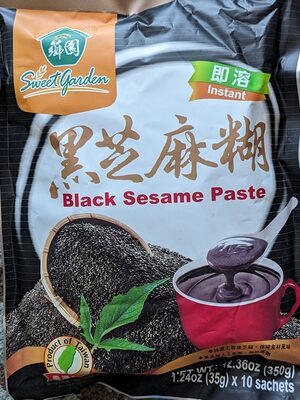 薌園
Sweet Garden
即溶
Instant
黑芝麻糊
Black Sesame Paste
Product of Taiwan
NET WT. 12.36oz (350g)
1.24oz (35g) x 10 sachets